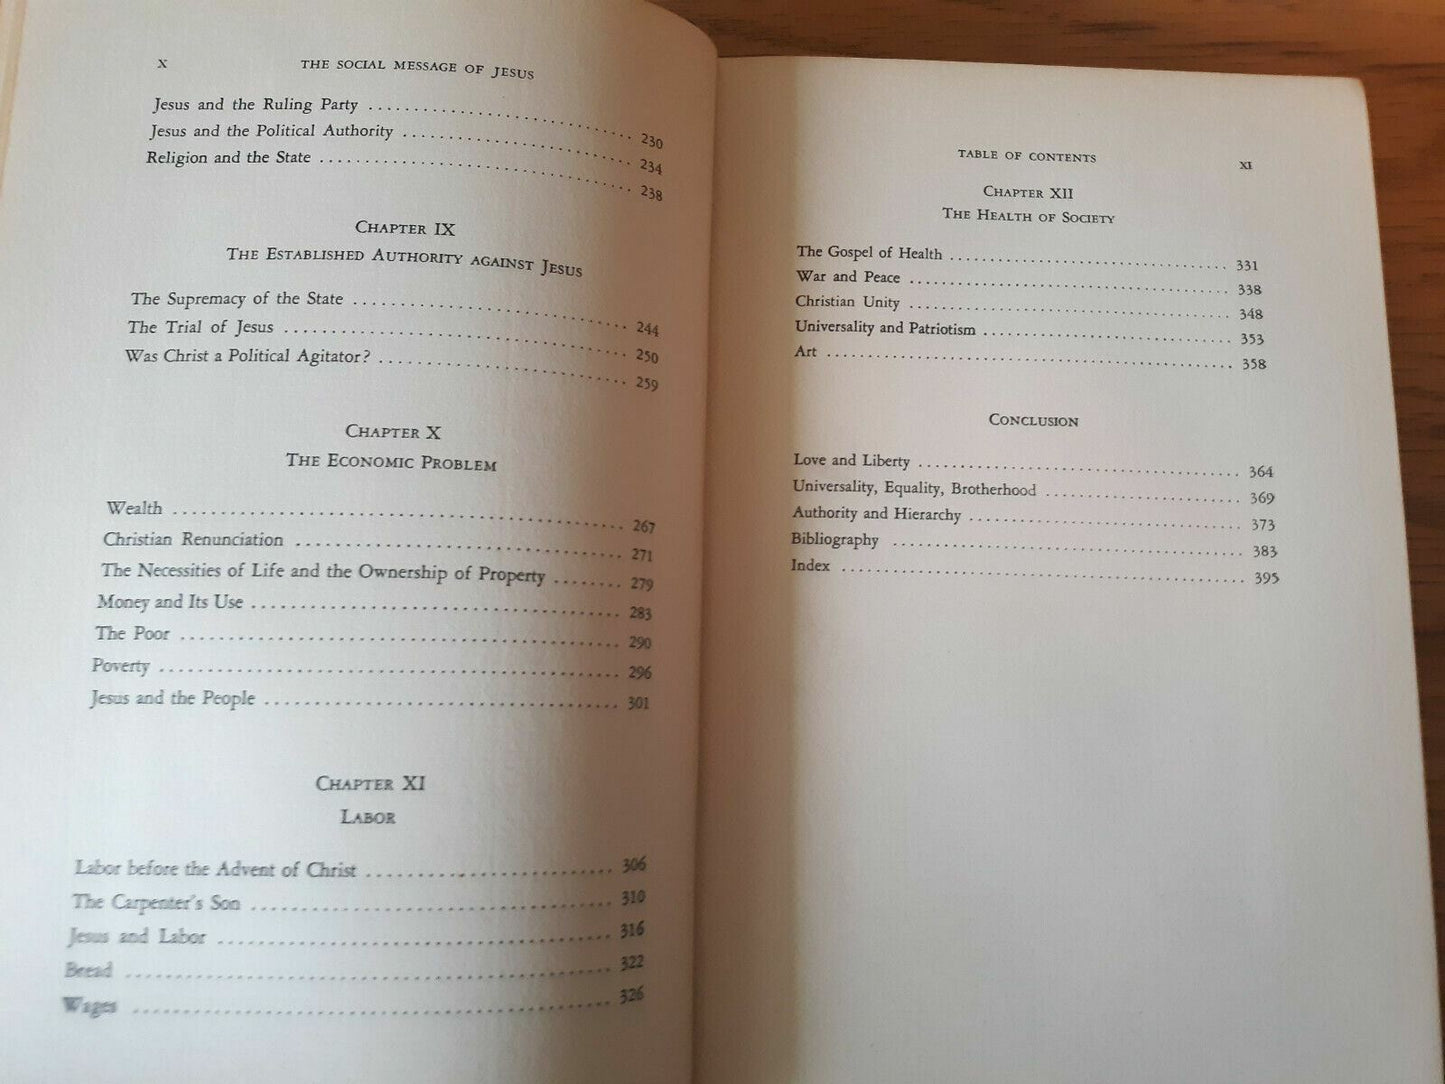 X THE SOCIAL MESSAGE OF JESUS
Jesus and the Ruling Party .......... 230
Jesus and the Political Authority .......... 234
Religion and the State .......... 238
CHAPTER IX
THE ESTABLISHED AUTHORITY AGAINST JESUS
The Supremacy of the State .......... 244
The Trial of Jesus .......... 250
Was Christ a Political Agitator? .......... 259
CHAPTER X
THE ECONOMIC PROBLEM
Wealth .......... 267
Christian Renunciation .......... 271
The Necessities of Life and the Ownership of Property ........ 279
Money and Its Use .......... 283
The Poor .......... 290
Poverty .......... 296
Jesus and the People .......... 301
CHAPTER XI
LABOR
Labor before the Advent of Christ .......... 306
The Carpenter's Son .......... 310
Jesus and Labor .......... 316
Bread .......... 322
Wages .......... 326
TABLE OF CONTENTS XI
CHAPTER XII
THE HEALTH OF SOCIETY
The Gospel of Health .......... 331
War and Peace .......... 338
Christian Unity .......... 348
Universality and Patriotism .......... 353
Art .......... 358
CONCLUSION
Love and Liberty .......... 364
Universality, Equality, Brotherhood .......... 369
Authority and Hierarchy .......... 373
Bibliography .......... 383
Index .......... 395